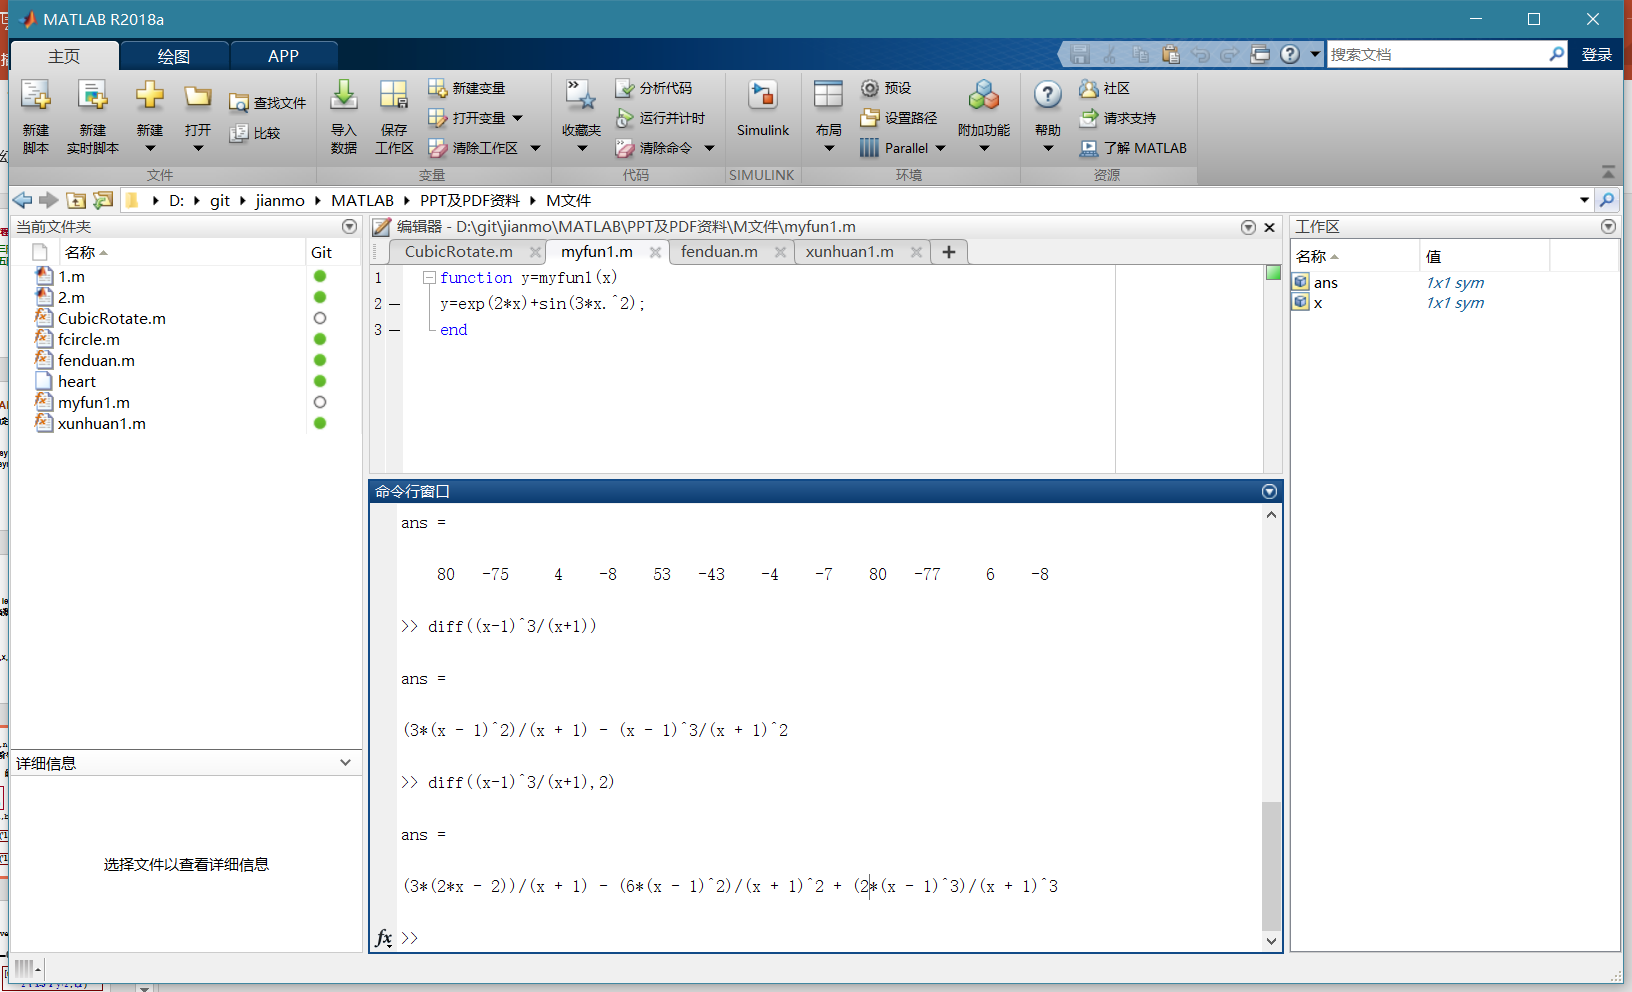 MATLAB R2018a
主页
绘图
APP
搜索文档
登录
新建
脚本
新建
实时脚本
新建
打开
查找文件
比较
文件
导入
数据
保存
工作区
新建变量
打开变量
清除工作区
变量
收藏夹
分析代码
运行并计时
清除命令
代码
Simulink
SIMULINK
布局
预设
设置路径
Parallel
附加功能
环境
帮助
社区
请求支持
了解 MATLAB
资源
D: git jianmo MATLAB PPT及PDF资料 M文件
当前文件夹
名称 Git
1.m
2.m
CubicRotate.m
fcircle.m
fenduan.m
heart
myfun1.m
xunhuan1.m
详细信息
选择文件以查看详细信息
编辑器 - D:\git\jianmo\MATLAB\PPT及PDF资料\M文件\myfun1.m
CubicRotate.m myfun1.m fenduan.m xunhuan1.m
1 function y=myfun1(x)
2 y=exp(2*x)+sin(3*x.^2);
3 end
命令行窗口
ans =
80 -75 4 -8 53 -43 -4 -7 80 -77 6 -8
>> diff((x-1)^3/(x+1))
ans =
(3*(x - 1)^2)/(x + 1) - (x - 1)^3/(x + 1)^2
>> diff((x-1)^3/(x+1),2)
ans =
(3*(2*x - 2))/(x + 1) - (6*(x - 1)^2)/(x + 1)^2 + (2*(x - 1)^3)/(x + 1)^3
fx >>
工作区
名称 值
ans 1x1 sym
x 1x1 sym